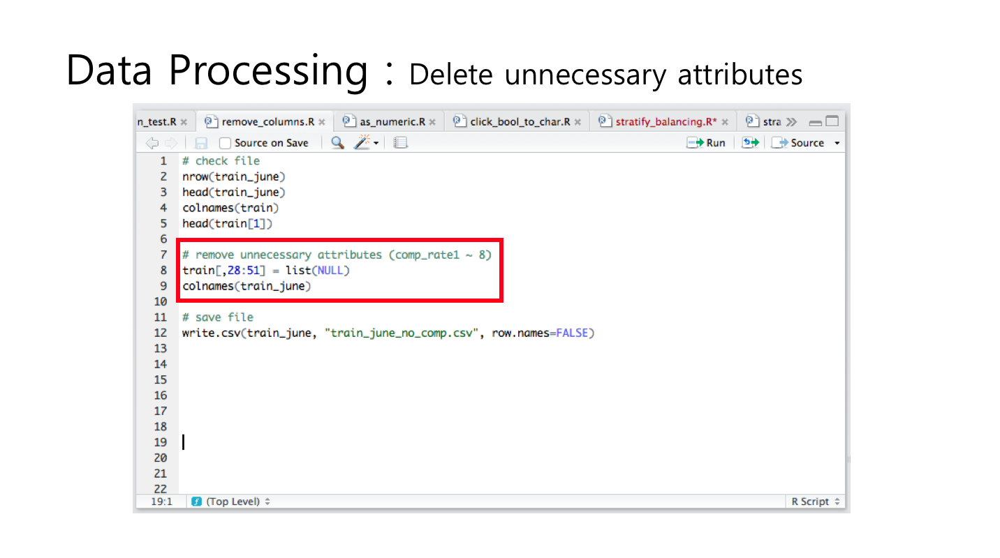 Data Processing : Delete unnecessary attributes
n_test.R remove_columns.R as_numeric.R click_bool_to_char.R stratify_balancing.R* stra
Source on Save Run Source
1 # check file
2 nrow(train_june)
3 head(train_june)
4 colnames(train)
5 head(train[1])
6
7 # remove unnecessary attributes (comp_rate1 ~ 8)
8 train[,28:51] = list(NULL)
9 colnames(train_june)
10
11 # save file
12 write.csv(train_june, "train_june_no_comp.csv", row.names=FALSE)
13
14
15
16
17
18
19
20
21
22
19:1 (Top Level) R Script